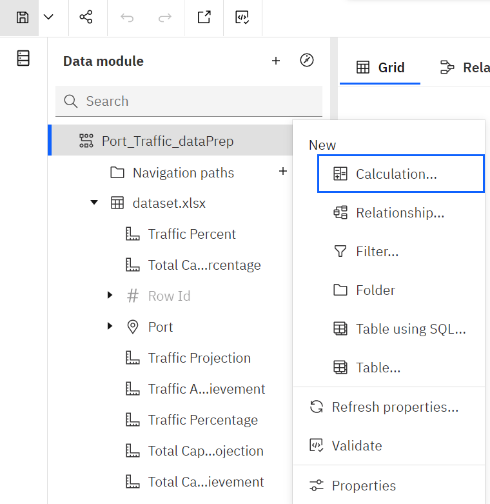 Data module
Grid
Rela
Search
Port_Traffic_dataPrep
New
Navigation paths
Calculation...
dataset.xlsx
Relationship...
Traffic Percent
Filter...
Total Ca...rcentage
Folder
Row Id
Port
Table using SQL...
Traffic Projection
Table...
Traffic A...ievement
Refresh properties...
Traffic Percentage
Validate
Total Cap...ojection
Total Ca...ievement
Properties